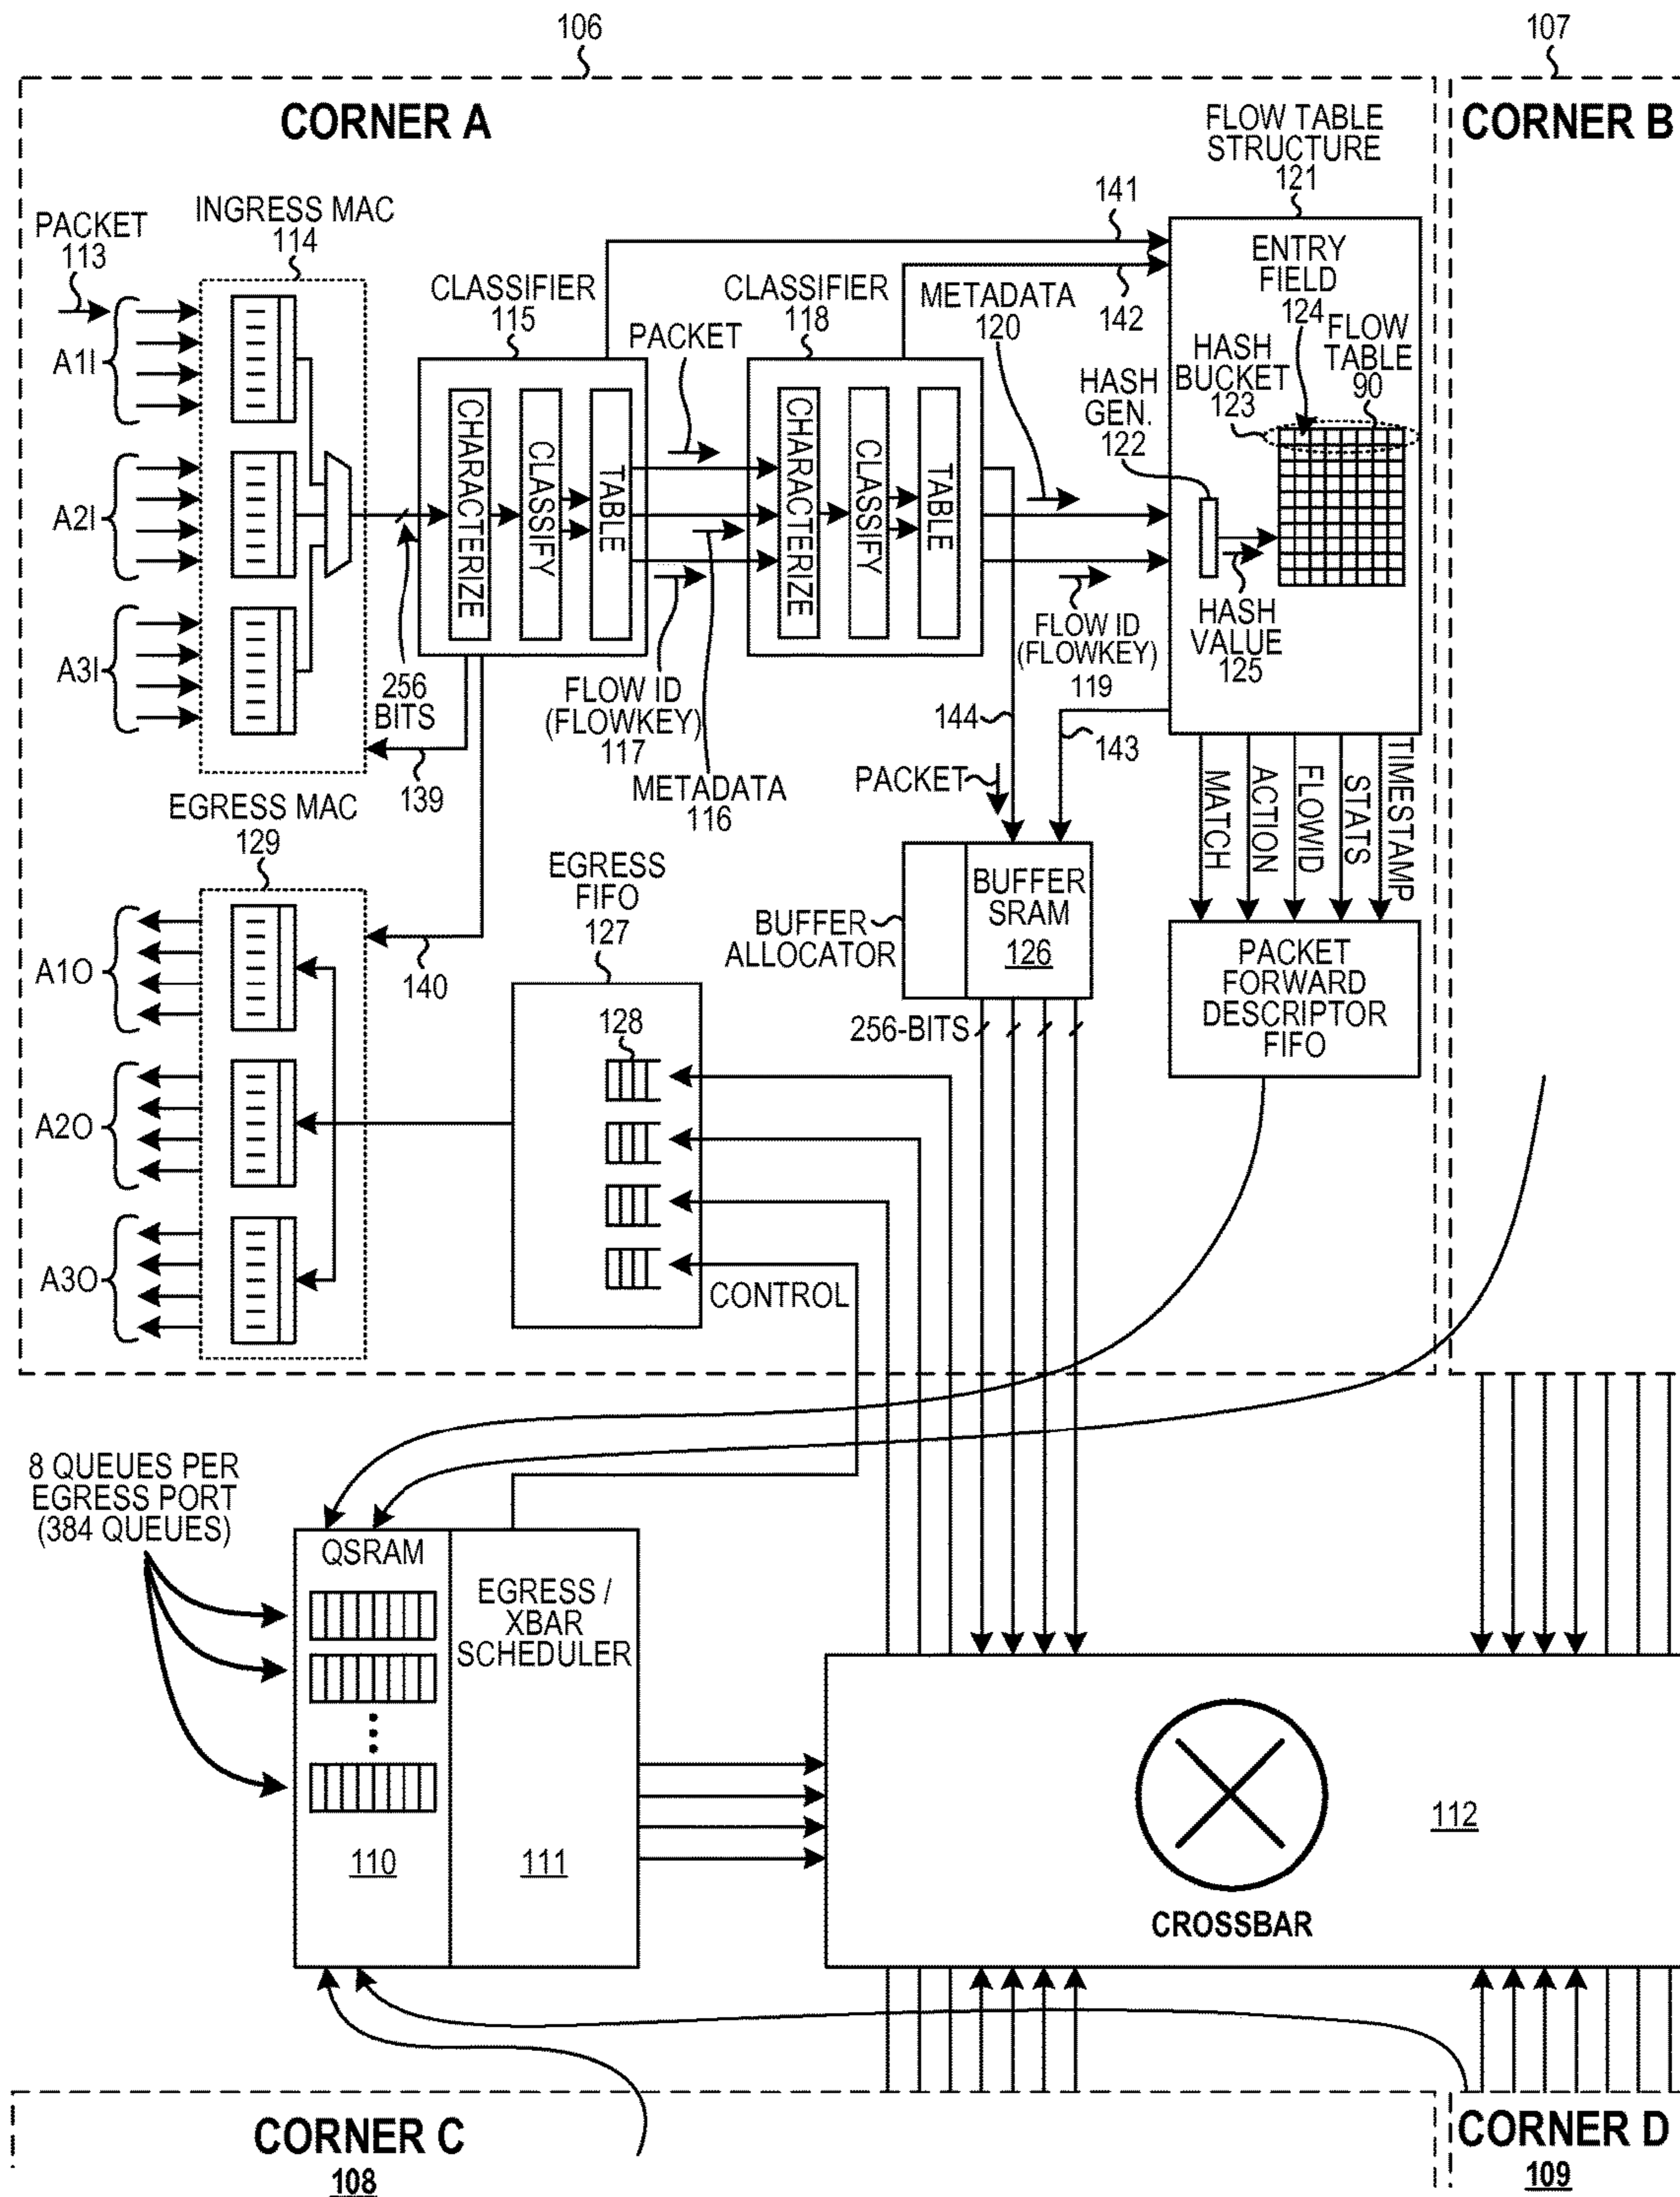 106
107
CORNER A
CORNER B
FLOW TABLE
STRUCTURE
121
PACKET
113
INGRESS MAC
114
A1I
A2I
A3I
CLASSIFIER
115
CHARACTERIZE
CLASSIFY
TABLE
256
BITS
PACKET
FLOW ID
(FLOWKEY)
117
METADATA
116
CLASSIFIER
118
CHARACTERIZE
CLASSIFY
TABLE
141
142
METADATA
120
FLOW ID
(FLOWKEY)
119
HASH
GEN.
122
HASH
BUCKET
123
ENTRY
FIELD
124
FLOW
TABLE
90
HASH
VALUE
125
139
140
144
143
PACKET
MATCH
ACTION
FLOWID
STATS
TIMESTAMP
EGRESS MAC
129
A1O
A2O
A3O
EGRESS
FIFO
127
128
CONTROL
BUFFER
ALLOCATOR
BUFFER
SRAM
126
256-BITS
PACKET
FORWARD
DESCRIPTOR
FIFO
8 QUEUES PER
EGRESS PORT
(384 QUEUES)
QSRAM
110
EGRESS /
XBAR
SCHEDULER
111
112
CROSSBAR
CORNER C
108
CORNER D
109